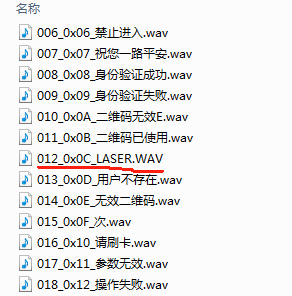 名称
006_0x06_禁止进入.wav
007_0x07_祝您一路平安.wav
008_0x08_身份验证成功.wav
009_0x09_身份验证失败.wav
010_0x0A_二维码无效E.wav
011_0x0B_二维码已使用.wav
012_0x0C_LASER.WAV
013_0x0D_用户不存在.wav
014_0x0E_无效二维码.wav
015_0x0F_次.wav
016_0x10_请刷卡.wav
017_0x11_参数无效.wav
018_0x12_操作失败.wav